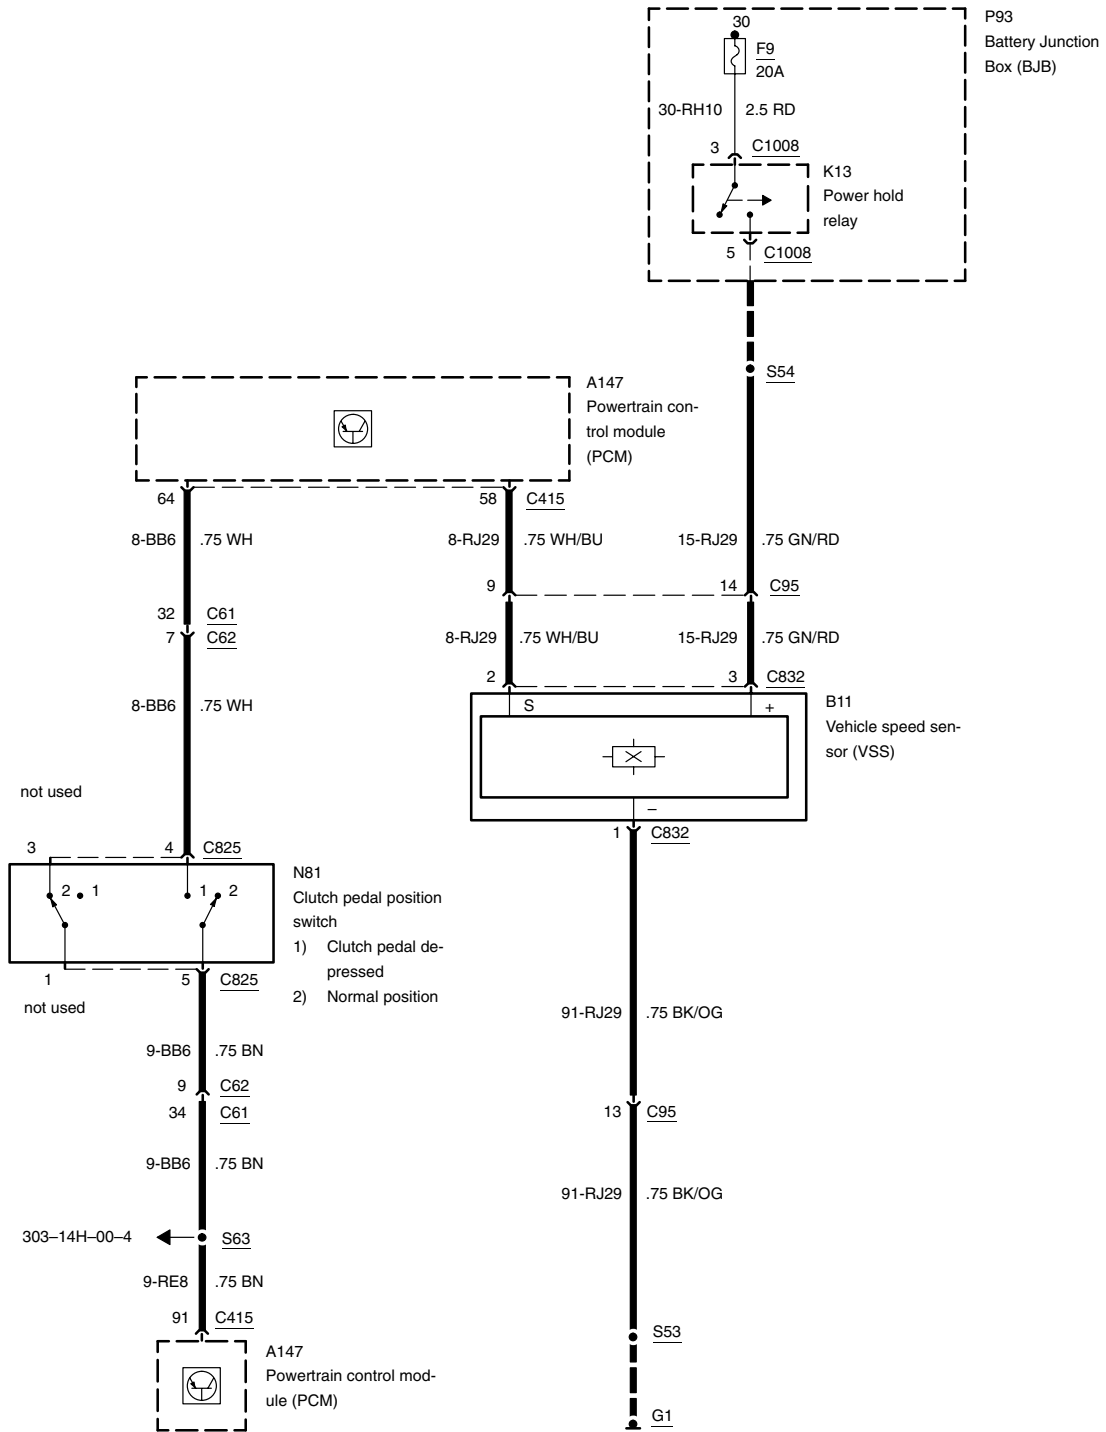 30
P93
Battery Junction
Box (BJB)
F9
20A
30-RH10 2.5 RD
3 C1008
K13
Power hold
relay
5 C1008
S54
A147
Powertrain con-
trol module
(PCM)
64 58 C415
8-BB6 .75 WH 8-RJ29 .75 WH/BU 15-RJ29 .75 GN/RD
9 14 C95
32 C61
7 C62
8-RJ29 .75 WH/BU 15-RJ29 .75 GN/RD
2 3 C832
8-BB6 .75 WH
S +
B11
Vehicle speed sen-
sor (VSS)
not used
–
1 C832
3 4 C825
N81
Clutch pedal position
switch
1) Clutch pedal de-
pressed
2) Normal position
2 1 1 2
1 5 C825
not used
91-RJ29 .75 BK/OG
9-BB6 .75 BN
9 C62
34 C61
13 C95
9-BB6 .75 BN
91-RJ29 .75 BK/OG
303–14H–00–4 S63
9-RE8 .75 BN
91 C415
S53
A147
Powertrain control mod-
ule (PCM)
G1